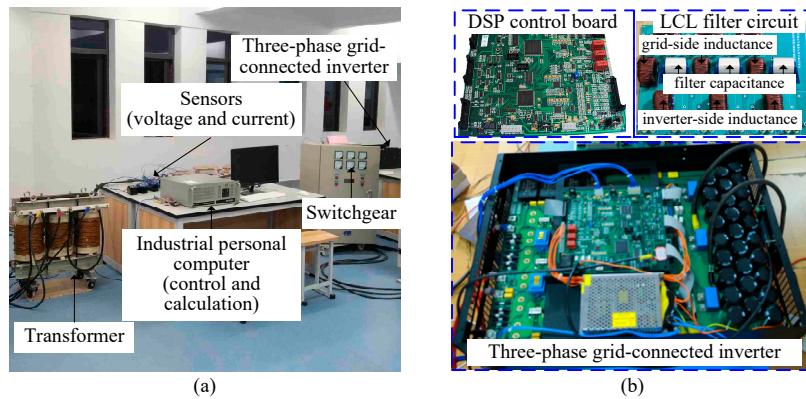 Three-phase grid-
connected inverter
Sensors
(voltage and current)
Switchgear
Industrial personal
computer
(control and
calculation)
Transformer
(a)
DSP control board
LCL filter circuit
grid-side inductance
filter capacitance
inverter-side inductance
Three-phase grid-connected inverter
(b)